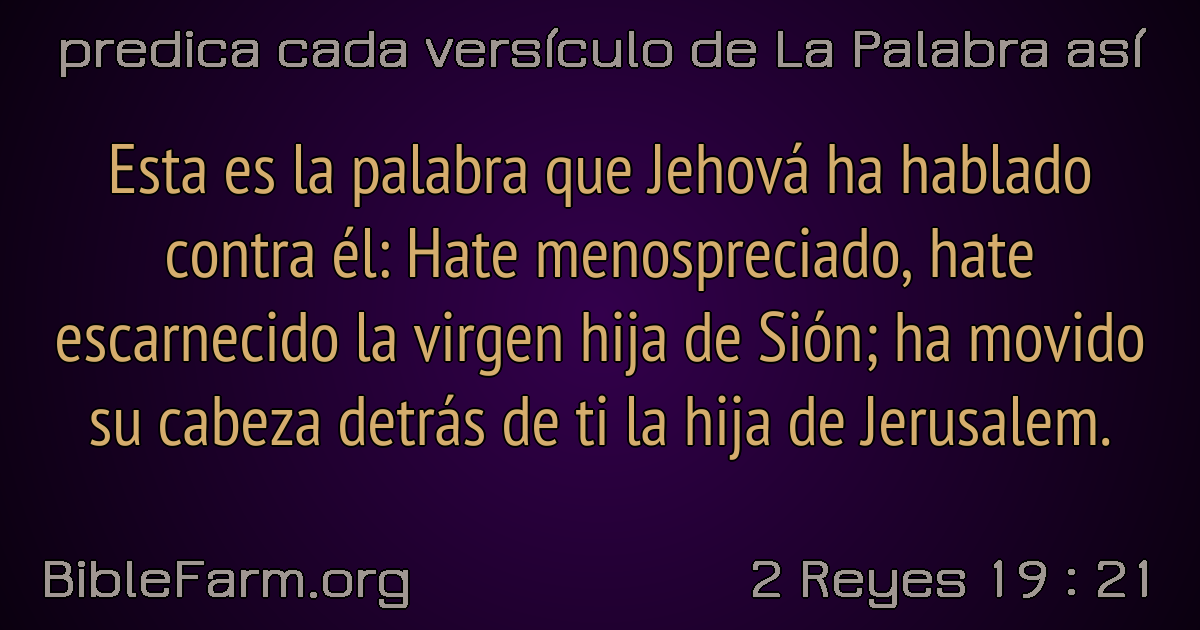 predica cada versículo de La Palabra así
Esta es la palabra que Jehová ha hablado
contra él: Hate menospreciado, hate
escarnecido la virgen hija de Sión; ha movido
su cabeza detrás de ti la hija de Jerusalem.
BibleFarm.org
2 Reyes 19 : 21